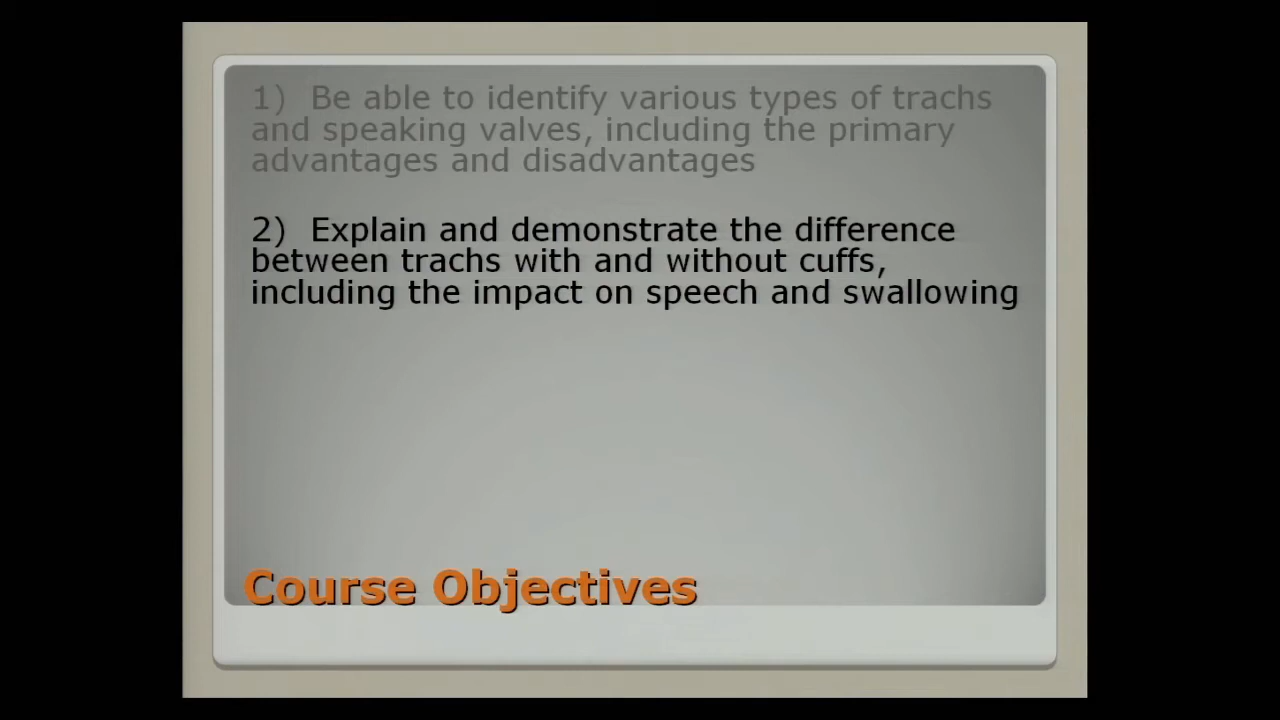 1)  Be able to identify various types of trachs
and speaking valves, including the primary
advantages and disadvantages
2)  Explain and demonstrate the difference
between trachs with and without cuffs,
including the impact on speech and swallowing
Course Objectives